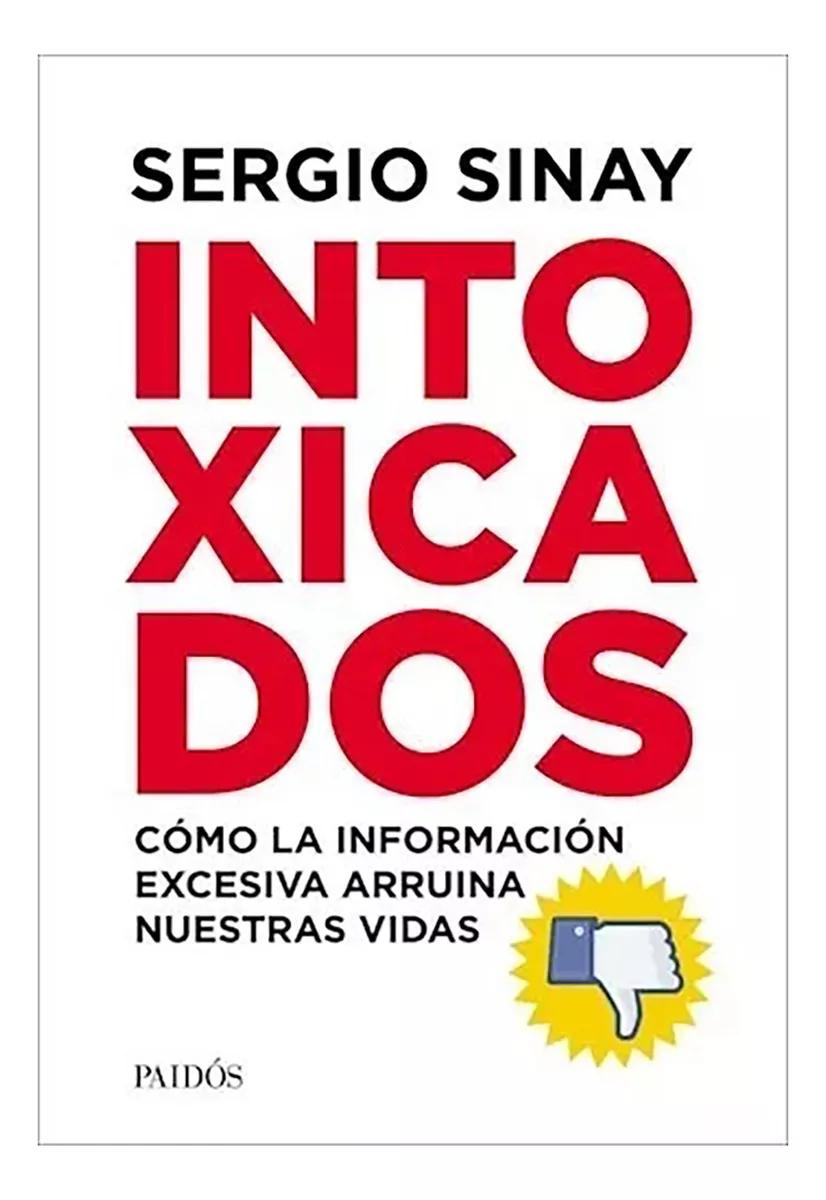 SERGIO SINAY
INTO
XICA
DOS
CÓMO LA INFORMACIÓN
EXCESIVA ARRUINA
NUESTRAS VIDAS
PAIDÓS